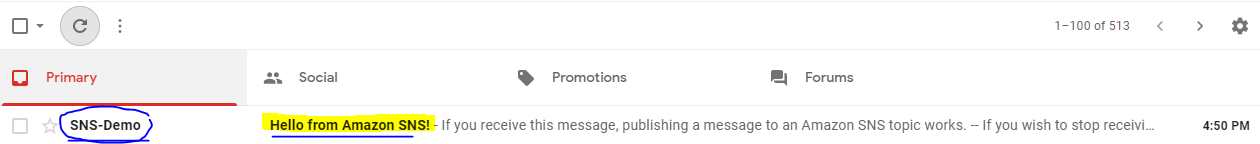 1–100 of 513
Primary Social Promotions Forums
SNS-Demo Hello from Amazon SNS! - If you receive this message, publishing a message to an Amazon SNS topic works. -- If you wish to stop receivi… 4:50 PM